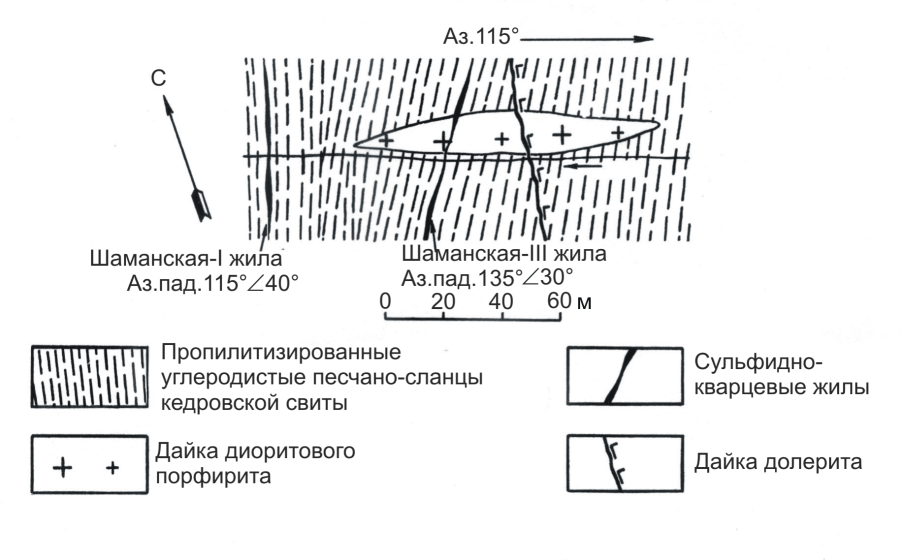 Аз.115°
С
Шаманская-I жила
Аз.пад.115°∠40°
Шаманская-III жила
Аз.пад.135°∠30°
0 20 40 60 м
Пропилитизированные
углеродистые песчано-сланцы
кедровской свиты
Сульфидно-
кварцевые жилы
Дайка диоритового
порфирита
Дайка долерита